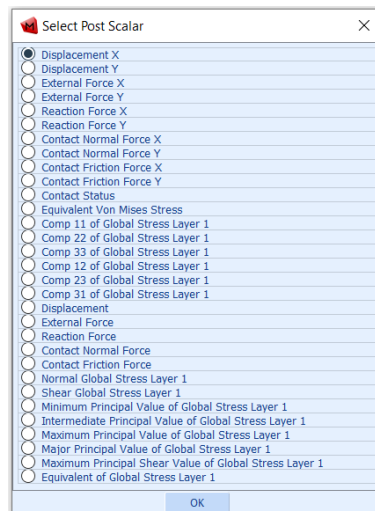 Select Post Scalar
Displacement X
Displacement Y
External Force X
External Force Y
Reaction Force X
Reaction Force Y
Contact Normal Force X
Contact Normal Force Y
Contact Friction Force X
Contact Friction Force Y
Contact Status
Equivalent Von Mises Stress
Comp 11 of Global Stress Layer 1
Comp 22 of Global Stress Layer 1
Comp 33 of Global Stress Layer 1
Comp 12 of Global Stress Layer 1
Comp 23 of Global Stress Layer 1
Comp 31 of Global Stress Layer 1
Displacement
External Force
Reaction Force
Contact Normal Force
Contact Friction Force
Normal Global Stress Layer 1
Shear Global Stress Layer 1
Minimum Principal Value of Global Stress Layer 1
Intermediate Principal Value of Global Stress Layer 1
Maximum Principal Value of Global Stress Layer 1
Major Principal Value of Global Stress Layer 1
Maximum Principal Shear Value of Global Stress Layer 1
Equivalent of Global Stress Layer 1
OK